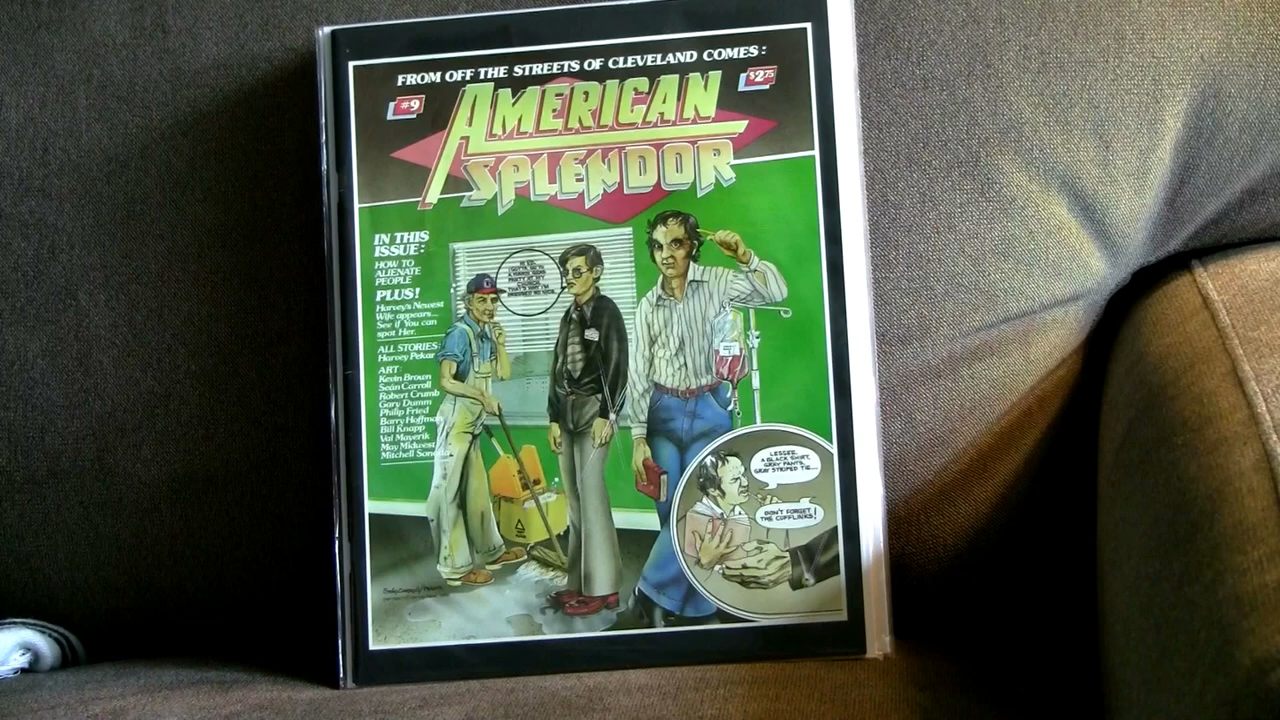 FROM OFF THE STREETS OF CLEVELAND COMES:
#9
$2.75
AMERICAN
SPLENDOR
IN THIS
ISSUE:
HOW TO
ALIENATE
PEOPLE
PLUS!
Harvey's Newest
Wife appears...
See if You can
spot Her.
ALL STORIES:
Harvey Pekar
ART:
Kevin Brown
Seán Carroll
Robert Crumb
Gary Dumm
Philip Fried
Barry Hoffman
Bill Knapp
Val Mayerik
May Midwest
Mitchell
C
LESSEE,
A BLACK SHIRT,
GRAY PANTS,
GRAY STRIPED TIE...
DON'T FORGET
THE CUFFLINKS!